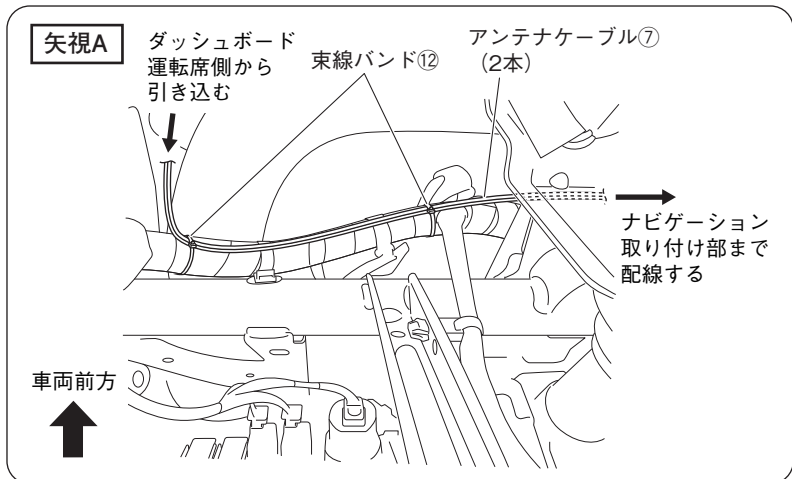 矢視A
ダッシュボード
運転席側から
引き込む
束線バンド⑫
アンテナケーブル⑦
（2本）
ナビゲーション
取り付け部まで
配線する
車両前方